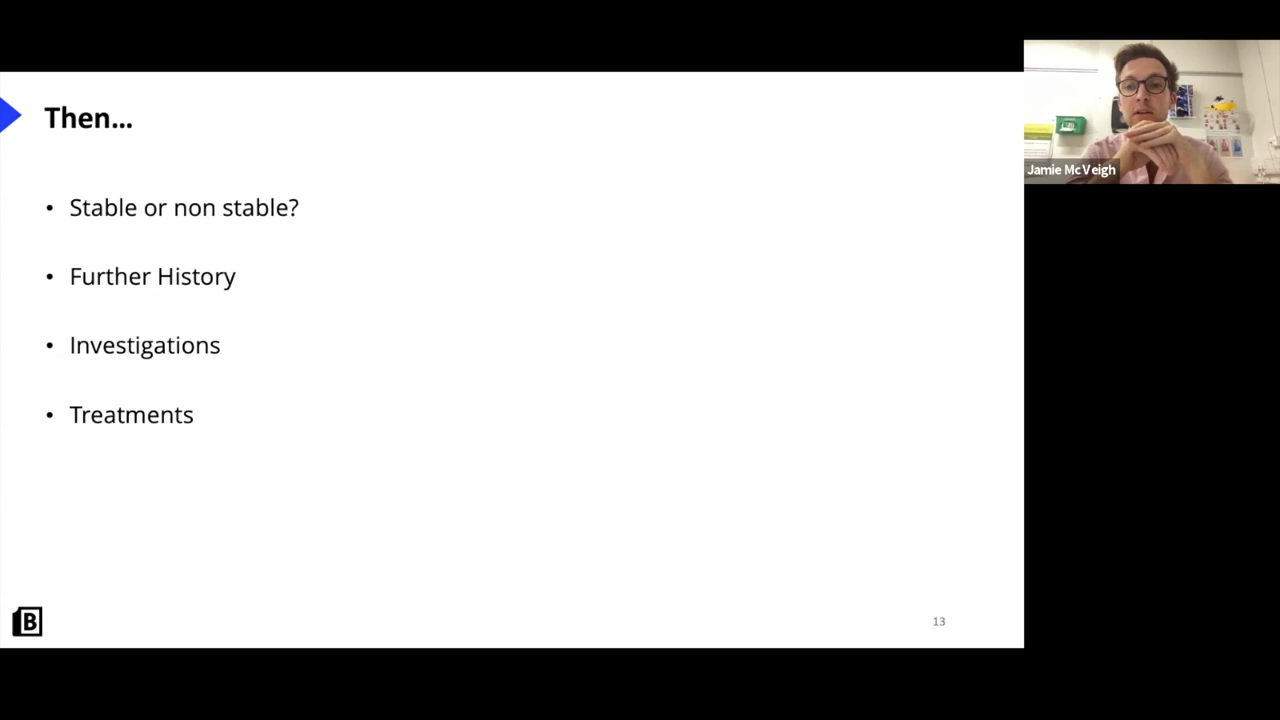 Then...
• Stable or non stable?
• Further History
• Investigations
• Treatments
B
13
Jamie McVeigh